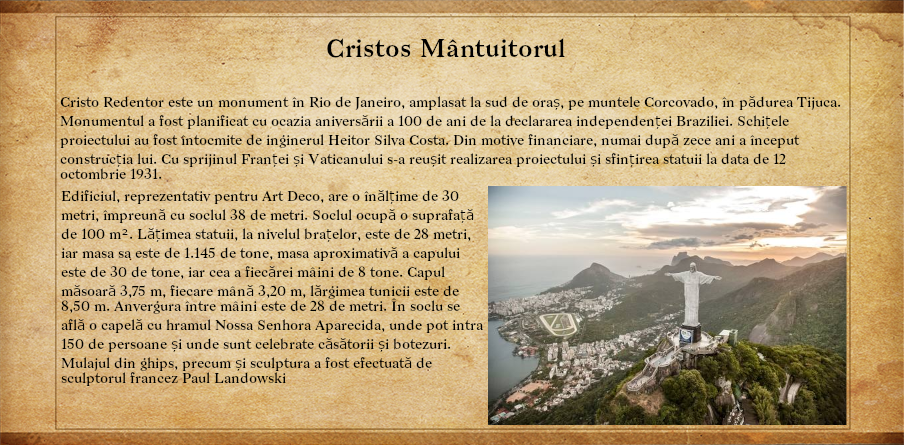 Cristos Mântuitorul
Cristo Redentor este un monument în Rio de Janeiro, amplasat la sud de oraș, pe muntele Corcovado, în pădurea Tijuca.
Monumentul a fost planificat cu ocazia aniversării a 100 de ani de la declararea independenței Braziliei. Schițele
proiectului au fost întocmite de inginerul Heitor Silva Costa. Din motive financiare, numai după zece ani a început
construcția lui. Cu sprijinul Franței și Vaticanului s-a reușit realizarea proiectului și sfințirea statuii la data de 12
octombrie 1931.
Edificiul, reprezentativ pentru Art Deco, are o înălțime de 30
metri, împreună cu soclul 38 de metri. Soclul ocupă o suprafață
de 100 m². Lățimea statuii, la nivelul brațelor, este de 28 metri,
iar masa sa este de 1.145 de tone, masa aproximativă a capului
este de 30 de tone, iar cea a fiecărei mâini de 8 tone. Capul
măsoară 3,75 m, fiecare mână 3,20 m, lărgimea tunicii este de
8,50 m. Anvergura între mâini este de 28 de metri. În soclu se
află o capelă cu hramul Nossa Senhora Aparecida, unde pot intra
150 de persoane și unde sunt celebrate căsătorii și botezuri.
Mulajul din ghips, precum și sculptura a fost efectuată de
sculptorul francez Paul Landowski